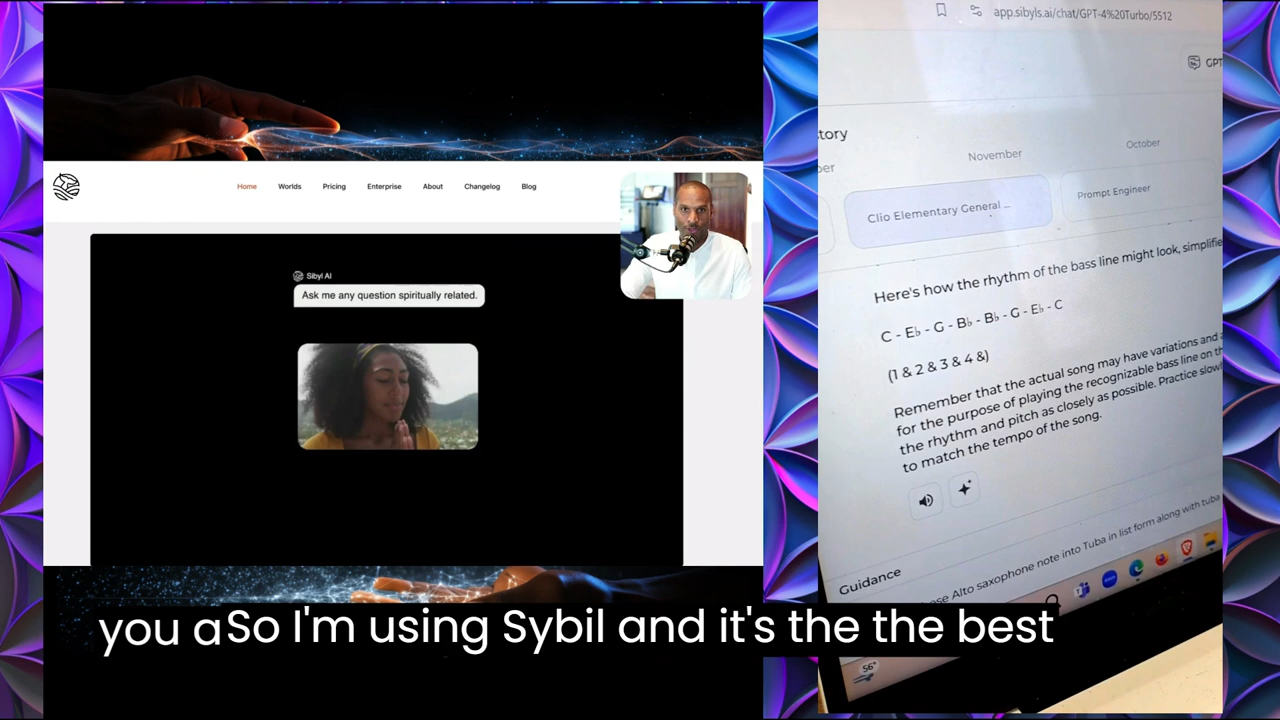 Home Worlds Pricing Enterprise About Changelog Blog
Sibyl AI
Ask me any question spiritually related.
app.sibyls.ai/chat/GPT-4%20Turbo/5512
GPT
November October
Clio Elementary General ...
Prompt Engineer
Here's how the rhythm of the bass line might look, simplifie
C - E♭ - G - B♭ - B♭ - G - E♭ - C
(1 & 2 & 3 & 4 &)
Remember that the actual song may have variations and
for the purpose of playing the recognizable bass line on th
the rhythm and pitch as closely as possible. Practice slow
to match the tempo of the song.
Guidance
ose Alto saxophone note into Tuba in list form along with tuba
56°
you a
So I'm using Sybil and it's the the best